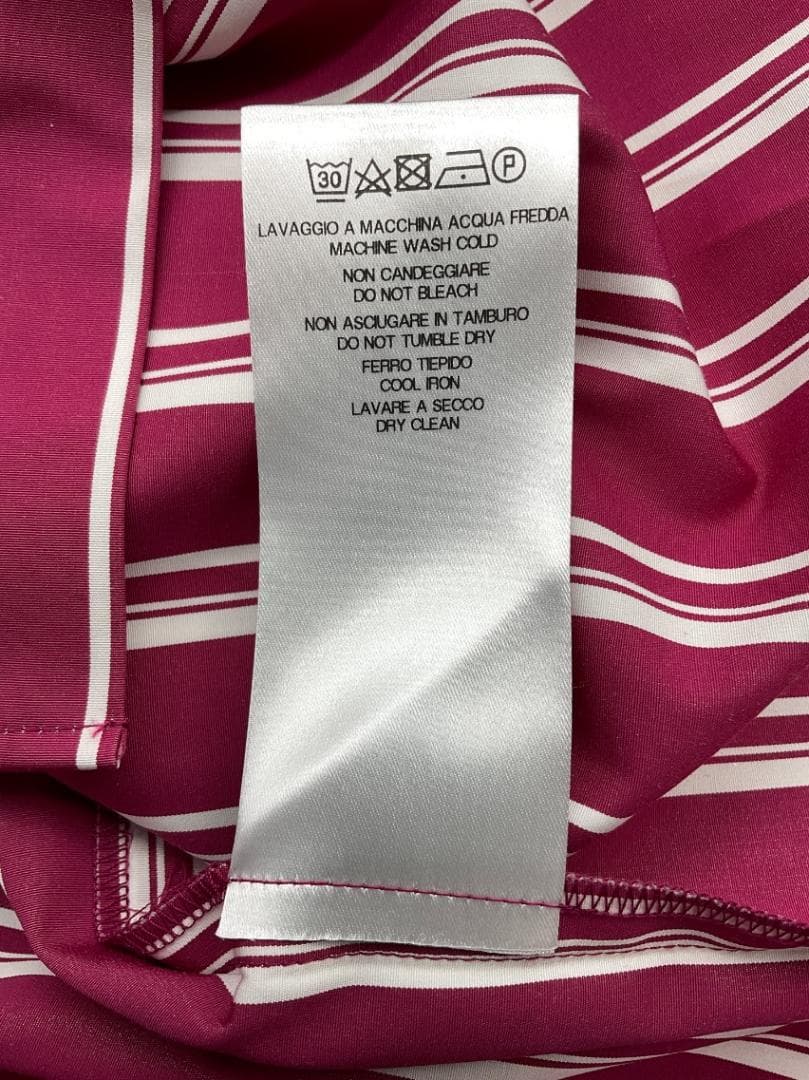 30 P
LAVAGGIO A MACCHINA ACQUA FREDDA
MACHINE WASH COLD
NON CANDEGGIARE
DO NOT BLEACH
NON ASCIUGARE IN TAMBURO
DO NOT TUMBLE DRY
FERRO TIEPIDO
COOL IRON
LAVARE A SECCO
DRY CLEAN